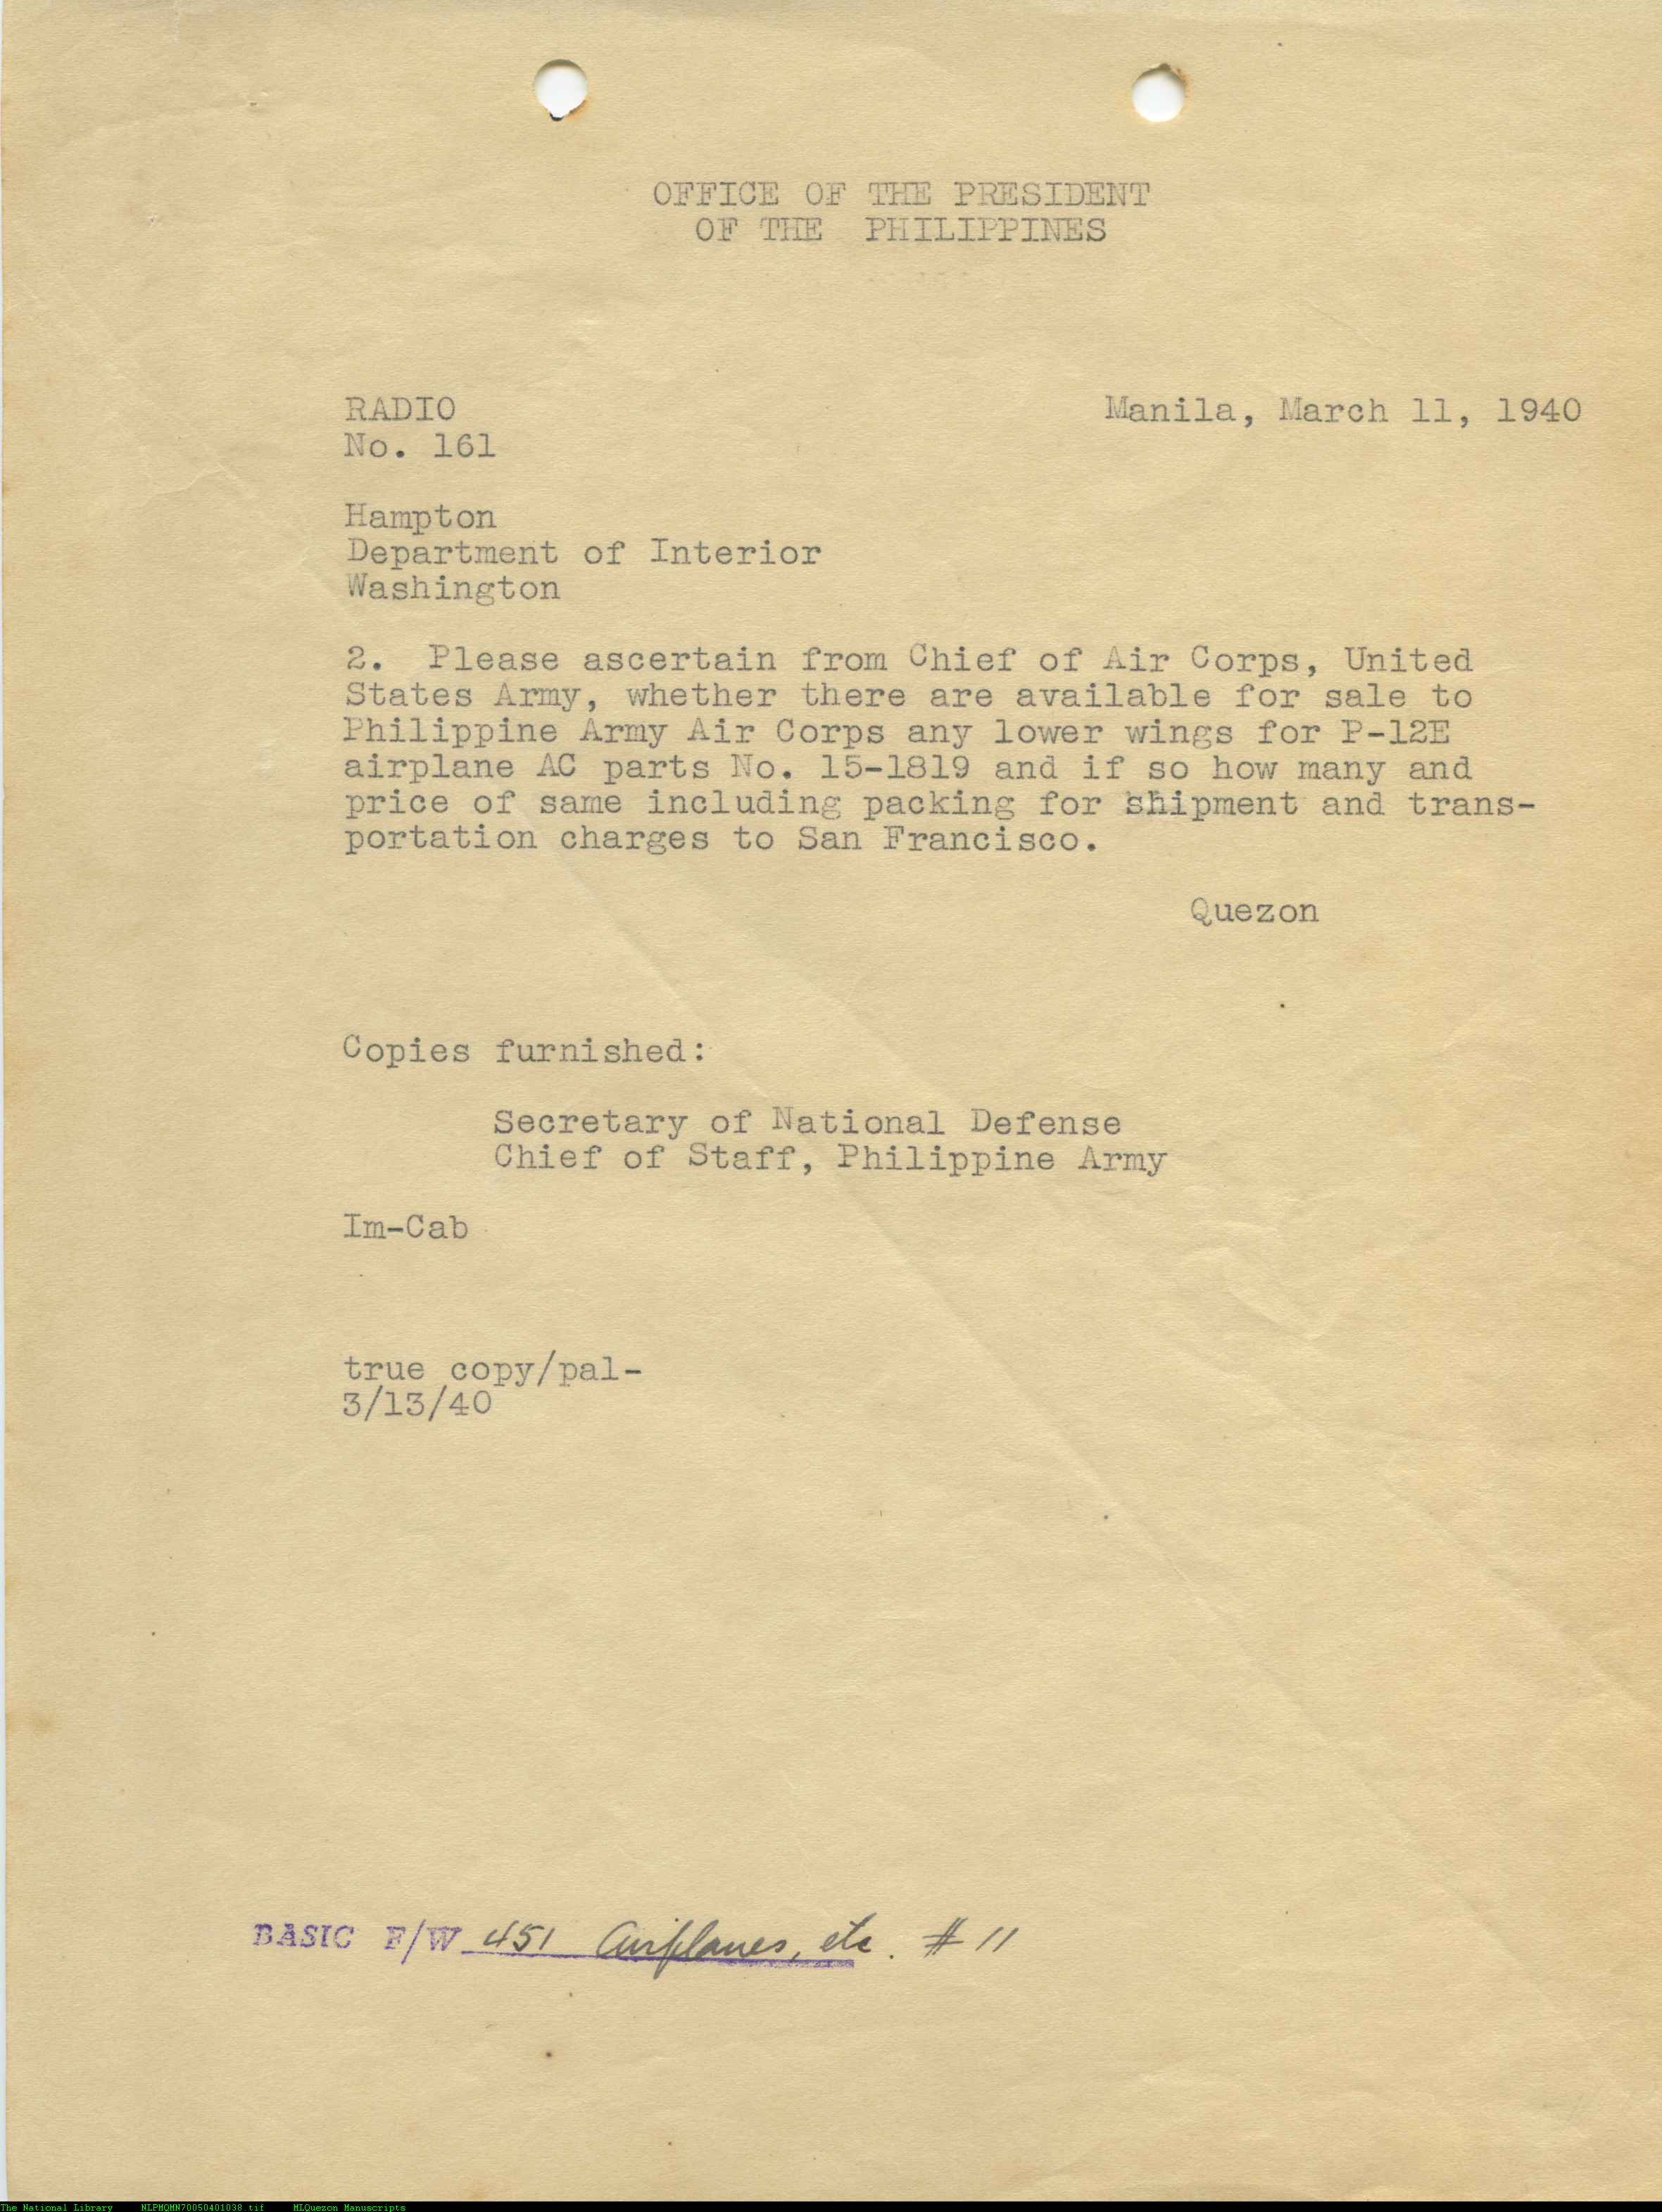 OFFICE OF THE PRESIDENT
OF THE PHILIPPINES
RADIO
No. 161
Manila, March 11, 1940
Hampton
Department of Interior
Washington
2. Please ascertain from Chief of Air Corps, United
States Army, whether there are available for sale to
Philippine Army Air Corps any lower wings for P-12E
airplane AC parts No. 15-1819 and if so how many and
price of same including packing for shipment and trans-
portation charges to San Francisco.
Quezon
Copies furnished:
Secretary of National Defense
Chief of Staff, Philippine Army
Im-Cab
true copy/pal-
3/13/40
BASIC F/W 451 Airplanes, etc. # 11
The National Library NLPMQMN70050401038.tif MLQuezon Manuscripts